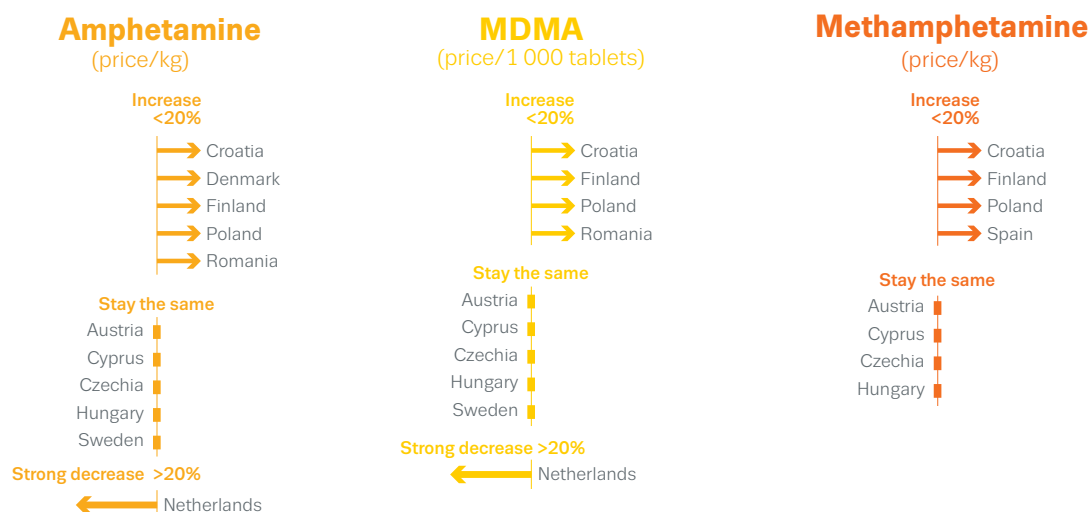 Amphetamine
(price/kg)
Increase
<20%
Croatia
Denmark
Finland
Poland
Romania
Stay the same
Austria
Cyprus
Czechia
Hungary
Sweden
Strong decrease >20%
Netherlands
MDMA
(price/1 000 tablets)
Increase
<20%
Croatia
Finland
Poland
Romania
Stay the same
Austria
Cyprus
Czechia
Hungary
Sweden
Strong decrease >20%
Netherlands
Methamphetamine
(price/kg)
Increase
<20%
Croatia
Finland
Poland
Spain
Stay the same
Austria
Cyprus
Czechia
Hungary